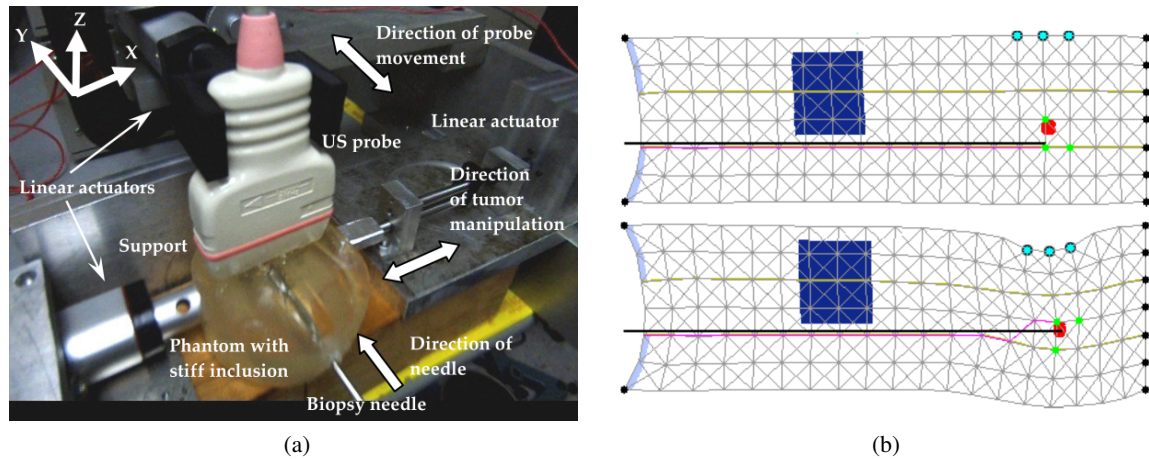 Z
Y
X
Direction of probe
movement
Linear actuator
US probe
Linear actuators
Direction
of tumor
manipulation
Support
Phantom with
stiff inclusion
Direction of
needle
Biopsy needle
(a)
(b)